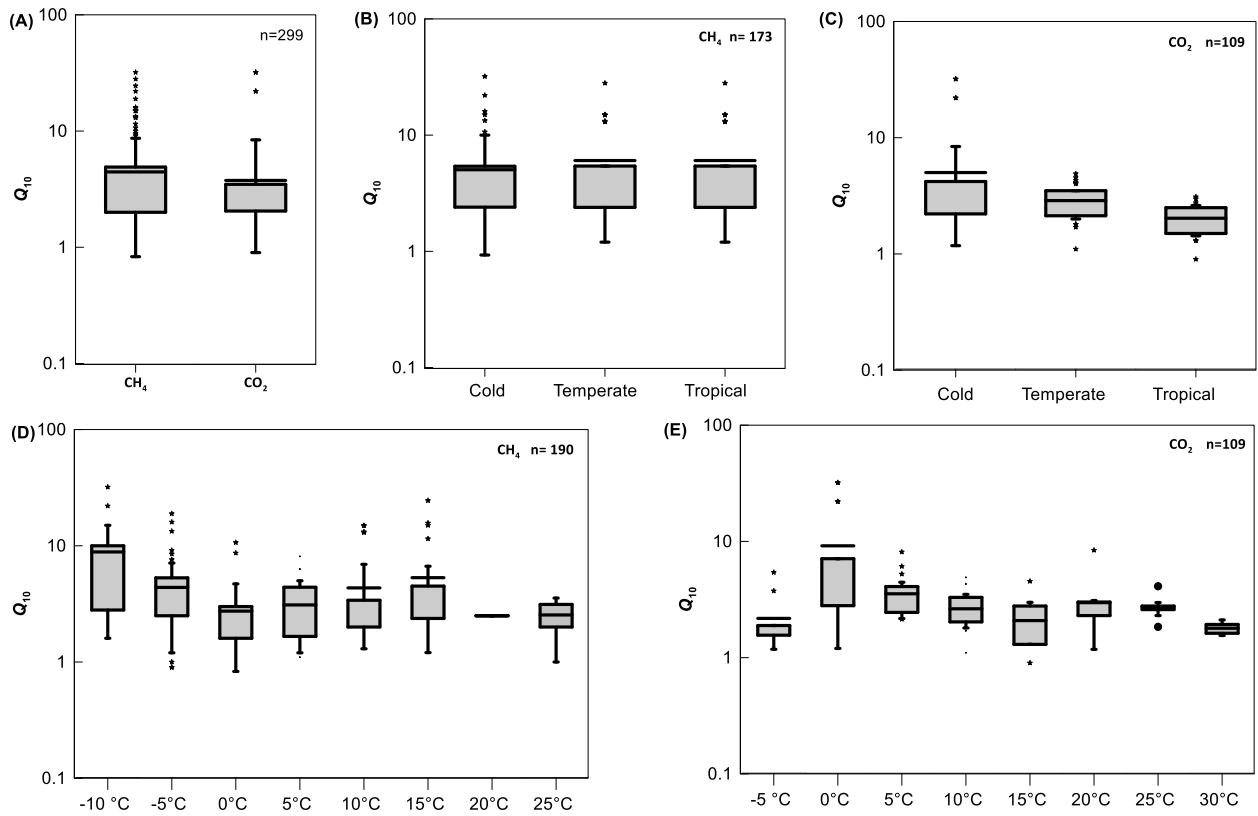 (A)
100
10
1
0.1
Q10
n=299
CH4 CO2
(B)
100
10
1
0.1
Q10
CH4 n= 173
Cold Temperate Tropical
(C)
100
10
1
0.1
Q10
CO2 n=109
Cold Temperate Tropical
(D)
100
10
1
0.1
Q10
CH4 n= 190
-10 °C -5°C 0°C 5°C 10°C 15°C 20°C 25°C
(E)
100
10
1
0.1
Q10
CO2 n=109
-5 °C 0°C 5°C 10°C 15°C 20°C 25°C 30°C